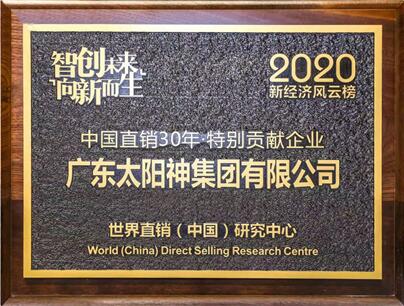 智创未来
向新而生
2020
新经济风云榜
中国直销30年·特别贡献企业
广东太阳神集团有限公司
世界直销（中国）研究中心
World (China) Direct Selling Research Centre